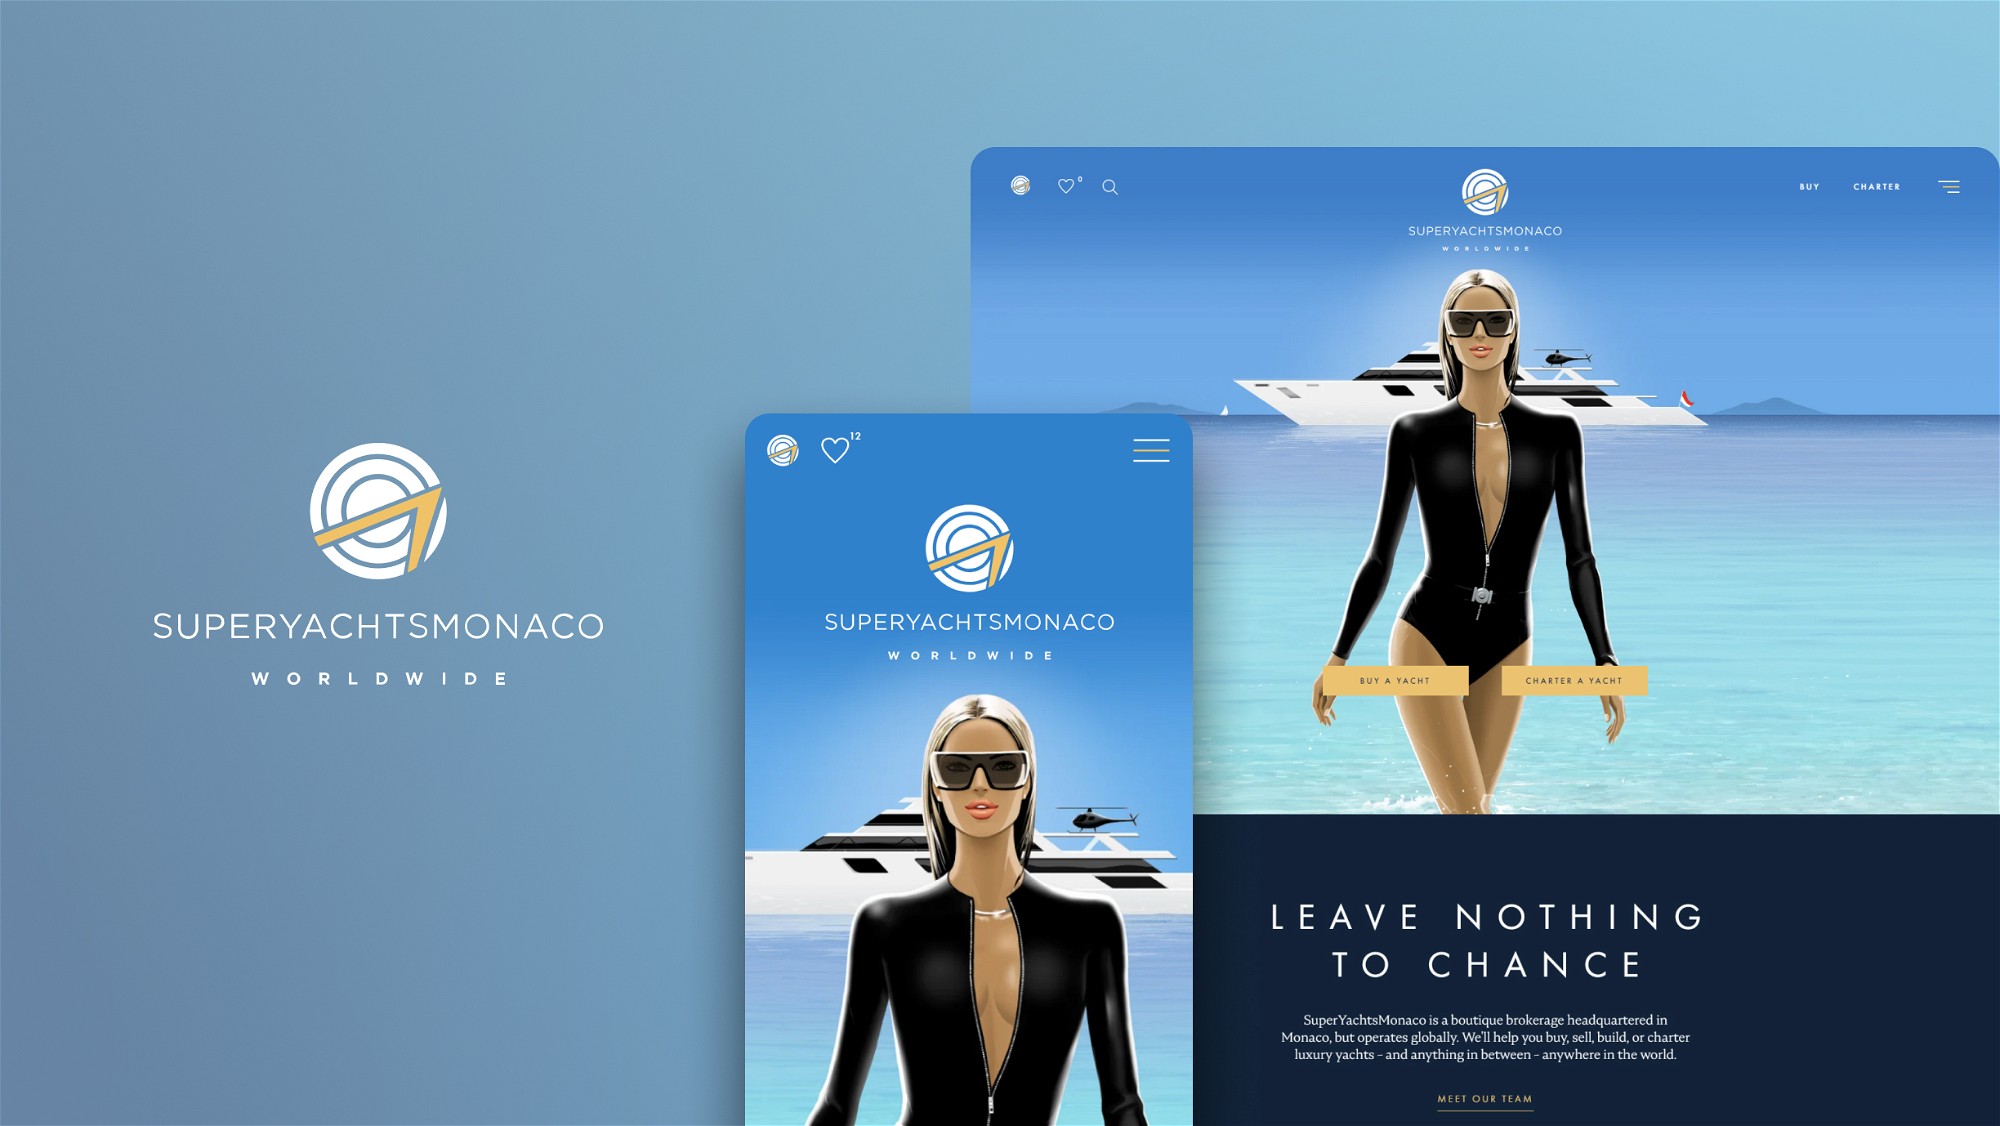 SUPERYACHTSMONACO
WORLDWIDE
12
SUPERYACHTSMONACO
WORLDWIDE
0
BUY
CHARTER
SUPERYACHTSMONACO
WORLDWIDE
BUY A YACHT
CHARTER A YACHT
LEAVE NOTHING
TO CHANCE
SuperYachtsMonaco is a boutique brokerage headquartered in
Monaco, but operates globally. We'll help you buy, sell, build, or charter
luxury yachts – and anything in between – anywhere in the world.
MEET OUR TEAM